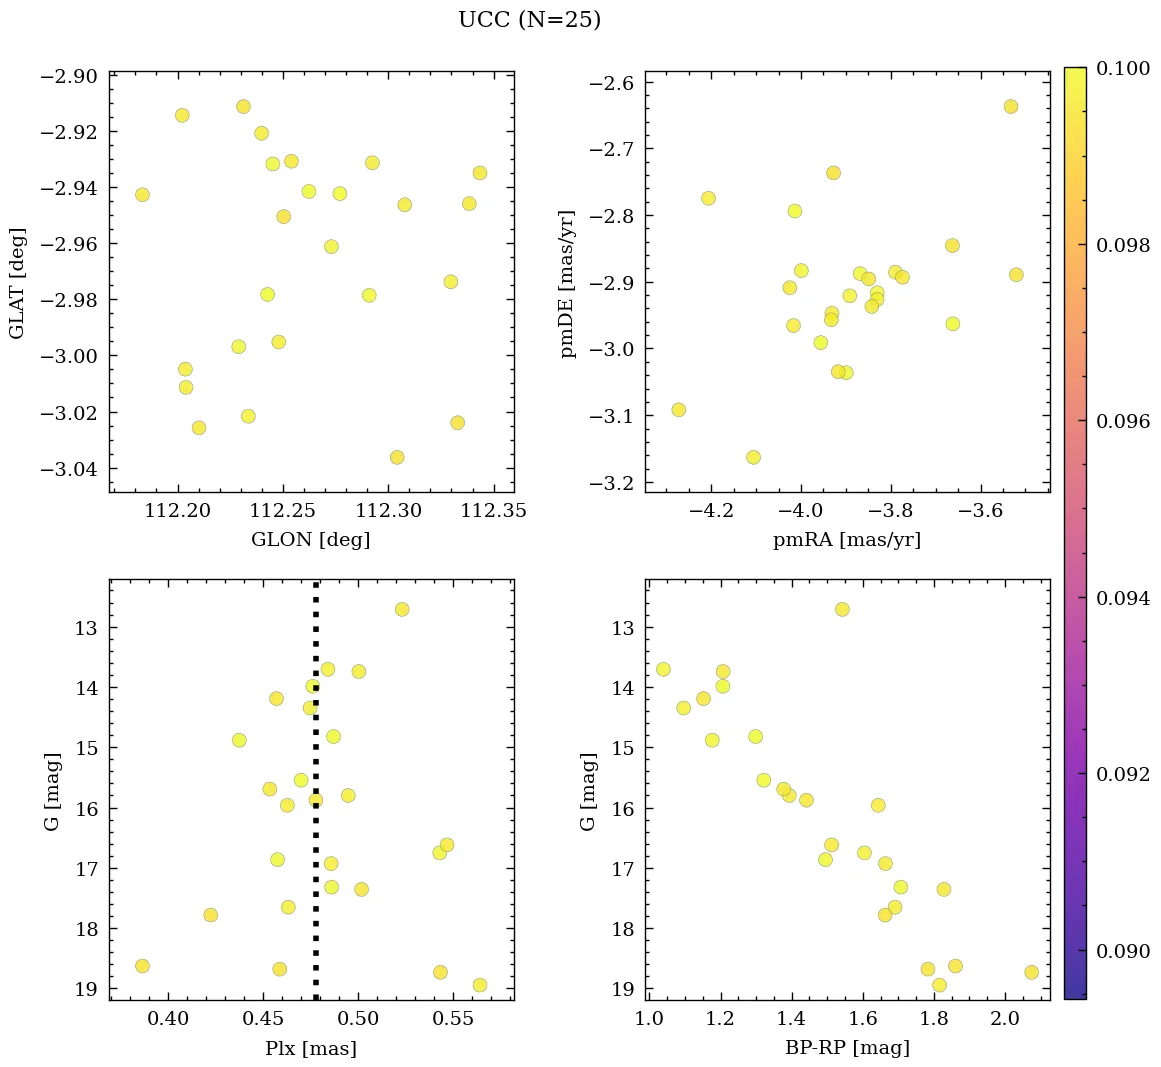 UCC (N=25)
−2.90
−2.92
−2.94
−2.96
−2.98
−3.00
−3.02
−3.04
GLAT [deg]
112.20 112.25 112.30 112.35
GLON [deg]
−2.6
−2.7
−2.8
−2.9
−3.0
−3.1
−3.2
pmDE [mas/yr]
−4.2 −4.0 −3.8 −3.6
pmRA [mas/yr]
0.100
0.098
0.096
0.094
0.092
0.090
13
14
15
16
17
18
19
G [mag]
0.40 0.45 0.50 0.55
Plx [mas]
13
14
15
16
17
18
19
G [mag]
1.0 1.2 1.4 1.6 1.8 2.0
BP-RP [mag]